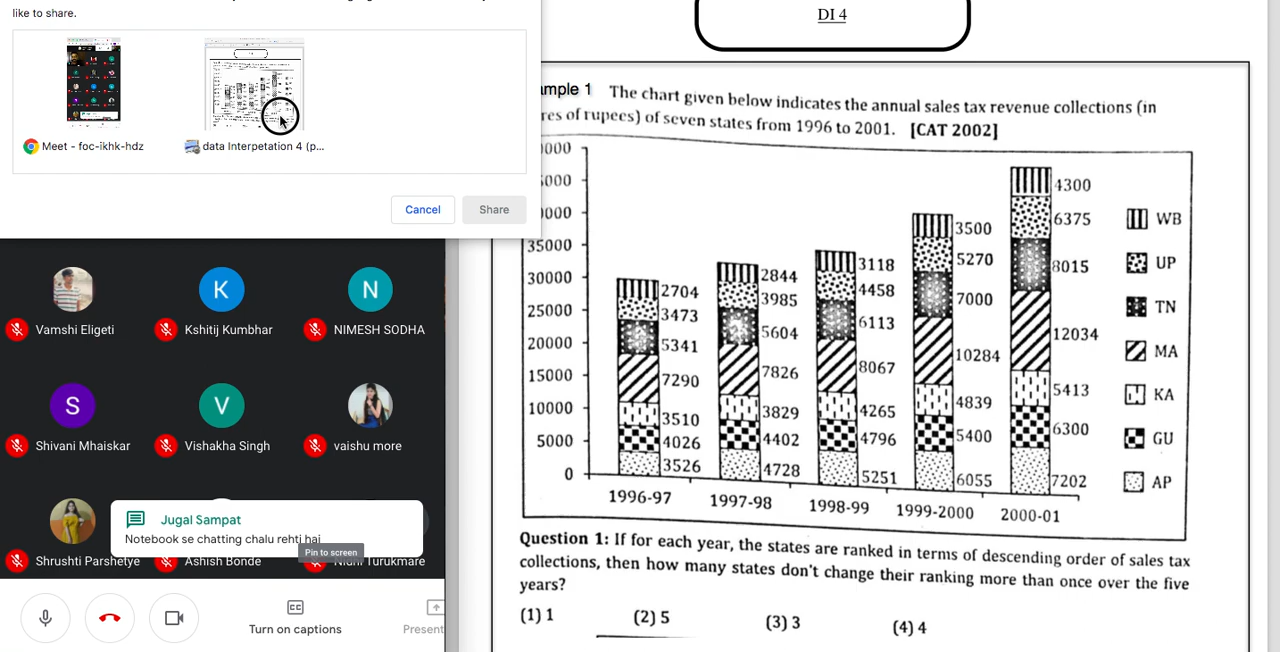 like to share.
Meet - foc-ikhk-hdz
data Interpetation 4 (p...
Cancel
Share
Vamshi Eligeti
K
Kshitij Kumbhar
N
NIMESH SODHA
S
Shivani Mhaiskar
V
Vishakha Singh
vaishu more
Jugal Sampat
Notebook se chatting chalu rehti hai
Pin to screen
Shrushti Parshetye
Ashish Bonde
Nidhi Turukmare
CC
Turn on captions
Present
DI 4
mple 1 The chart given below indicates the annual sales tax revenue collections (in
res of rupees) of seven states from 1996 to 2001. [CAT 2002]
000
000
000
35000
30000
25000
20000
15000
10000
5000
0
2704
3473
5341
7290
3510
4026
3526
2844
3985
5604
7826
3829
4402
4728
3118
4458
6113
8067
4265
4796
5251
3500
5270
7000
10284
4839
5400
6055
4300
6375
8015
12034
5413
6300
7202
WB
UP
TN
MA
KA
GU
AP
1996-97
1997-98
1998-99
1999-2000
2000-01
Question 1: If for each year, the states are ranked in terms of descending order of sales tax
collections, then how many states don't change their ranking more than once over the five
years?
(1) 1 (2) 5 (3) 3 (4) 4